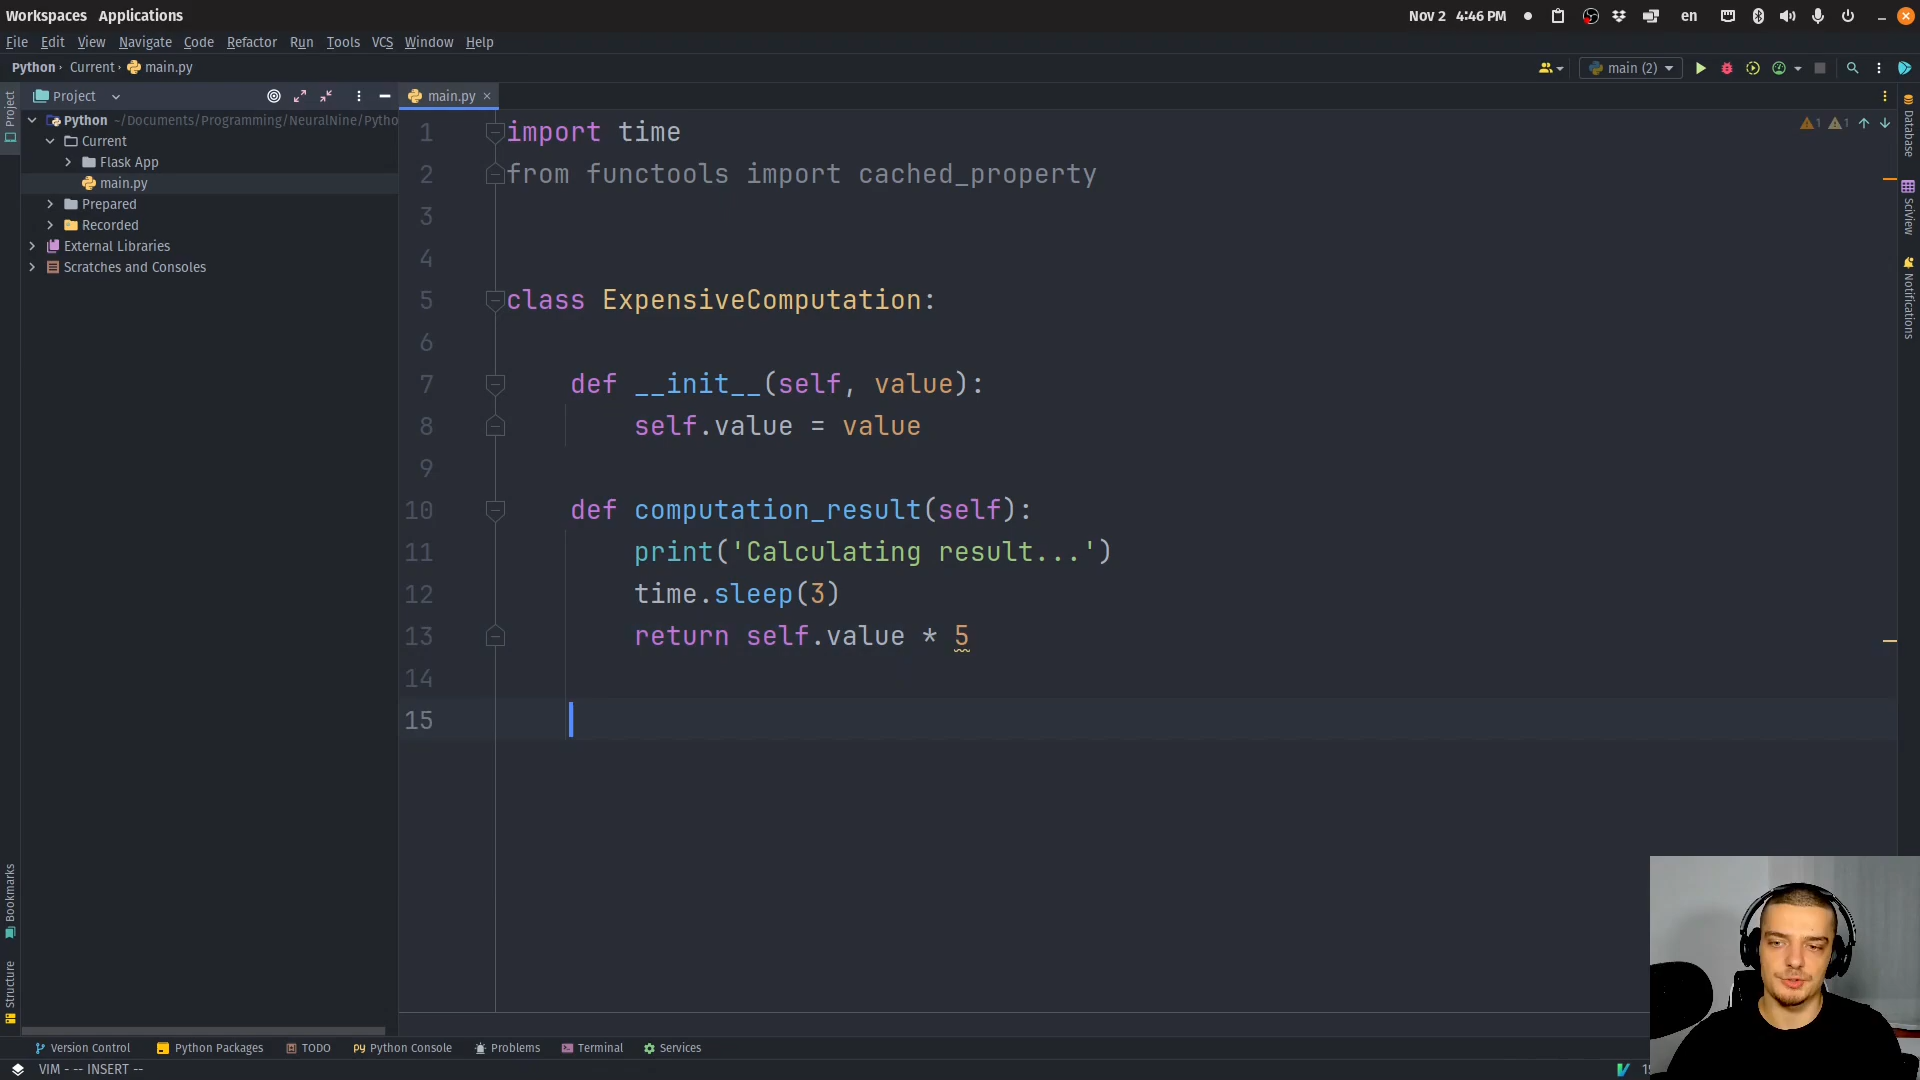 Workspaces Applications Nov 2 4:46 PM en
File Edit View Navigate Code Refactor Run Tools VCS Window Help
Python Current main.py main (2)
Project
Project
main.py
Python ~/Documents/Programming/NeuralNine/Pytho
Current
Flask App
main.py
Prepared
Recorded
External Libraries
Scratches and Consoles
1 import time
2 from functools import cached_property
3
4
5 class ExpensiveComputation:
6
7 def __init__(self, value):
8 self.value = value
9
10 def computation_result(self):
11 print('Calculating result...')
12 time.sleep(3)
13 return self.value * 5
14
15
1 1
Database
SciView
Notifications
Bookmarks
Structure
Version Control Python Packages TODO Python Console Problems Terminal Services
VIM - -- INSERT --